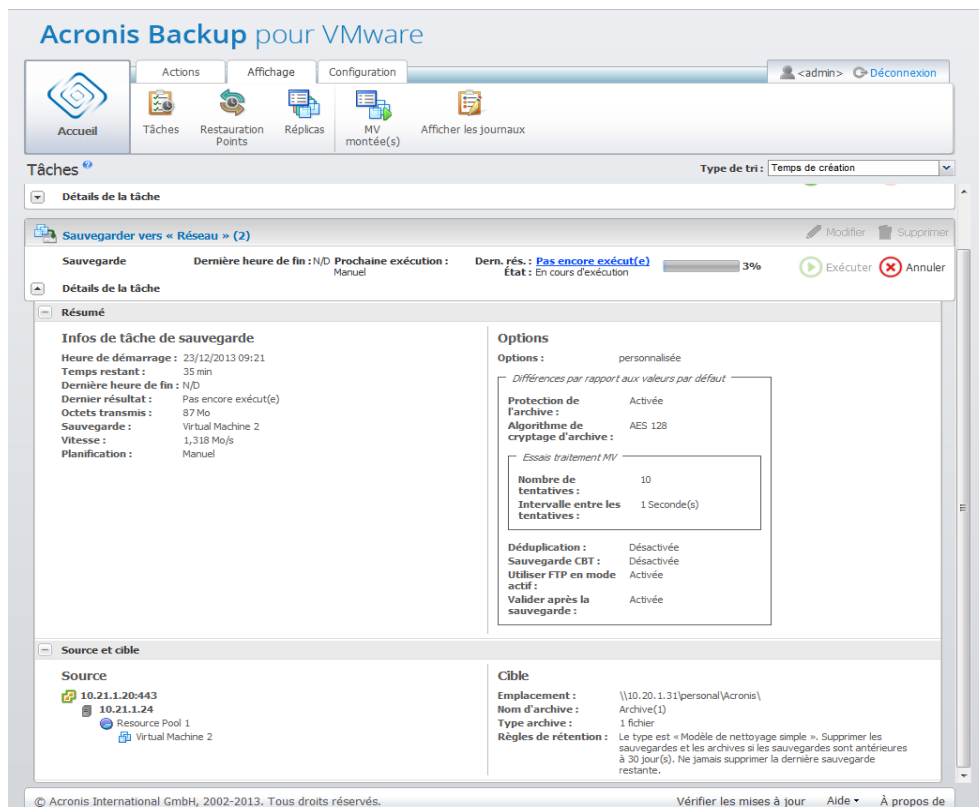 Acronis Backup pour VMware
Actions Affichage Configuration <admin> Déconnexion
Accueil Tâches Restauration Points Réplicas MV montée(s) Afficher les journaux
Tâches Type de tri : Temps de création
Détails de la tâche
Sauvegarder vers « Réseau » (2) Modifier Supprimer
Sauvegarde Dernière heure de fin : N/D Prochaine exécution : Manuel Dern. rés. : Pas encore exécut(e) État : En cours d'exécution 3% Exécuter Annuler
Détails de la tâche
Résumé
Infos de tâche de sauvegarde
Heure de démarrage : 23/12/2013 09:21
Temps restant : 35 min
Dernière heure de fin : N/D
Dernier résultat : Pas encore exécut(e)
Octets transmis : 87 Mo
Sauvegarde : Virtual Machine 2
Vitesse : 1,318 Mo/s
Planification : Manuel
Options
Options : personnalisée
Différences par rapport aux valeurs par défaut
Protection de l'archive : Activée
Algorithme de cryptage d'archive : AES 128
Essais traitement MV
Nombre de tentatives : 10
Intervalle entre les tentatives : 1 Seconde(s)
Déduplication : Désactivée
Sauvegarde CBT : Désactivée
Utiliser FTP en mode actif : Activée
Valider après la sauvegarde : Activée
Source et cible
Source
10.21.1.20:443
10.21.1.24
Resource Pool 1
Virtual Machine 2
Cîble
Emplacement : \\10.20.1.31\personal\Acronis\
Nom d'archive : Archive(1)
Type archive : 1 fichier
Règles de rétention : Le type est « Modèle de nettoyage simple ». Supprimer les
sauvegardes et les archives si les sauvegardes sont antérieures
à 30 jour(s). Ne jamais supprimer la dernière sauvegarde
restante.
© Acronis International GmbH, 2002-2013. Tous droits réservés. Vérifier les mises à jour Aide À propos de